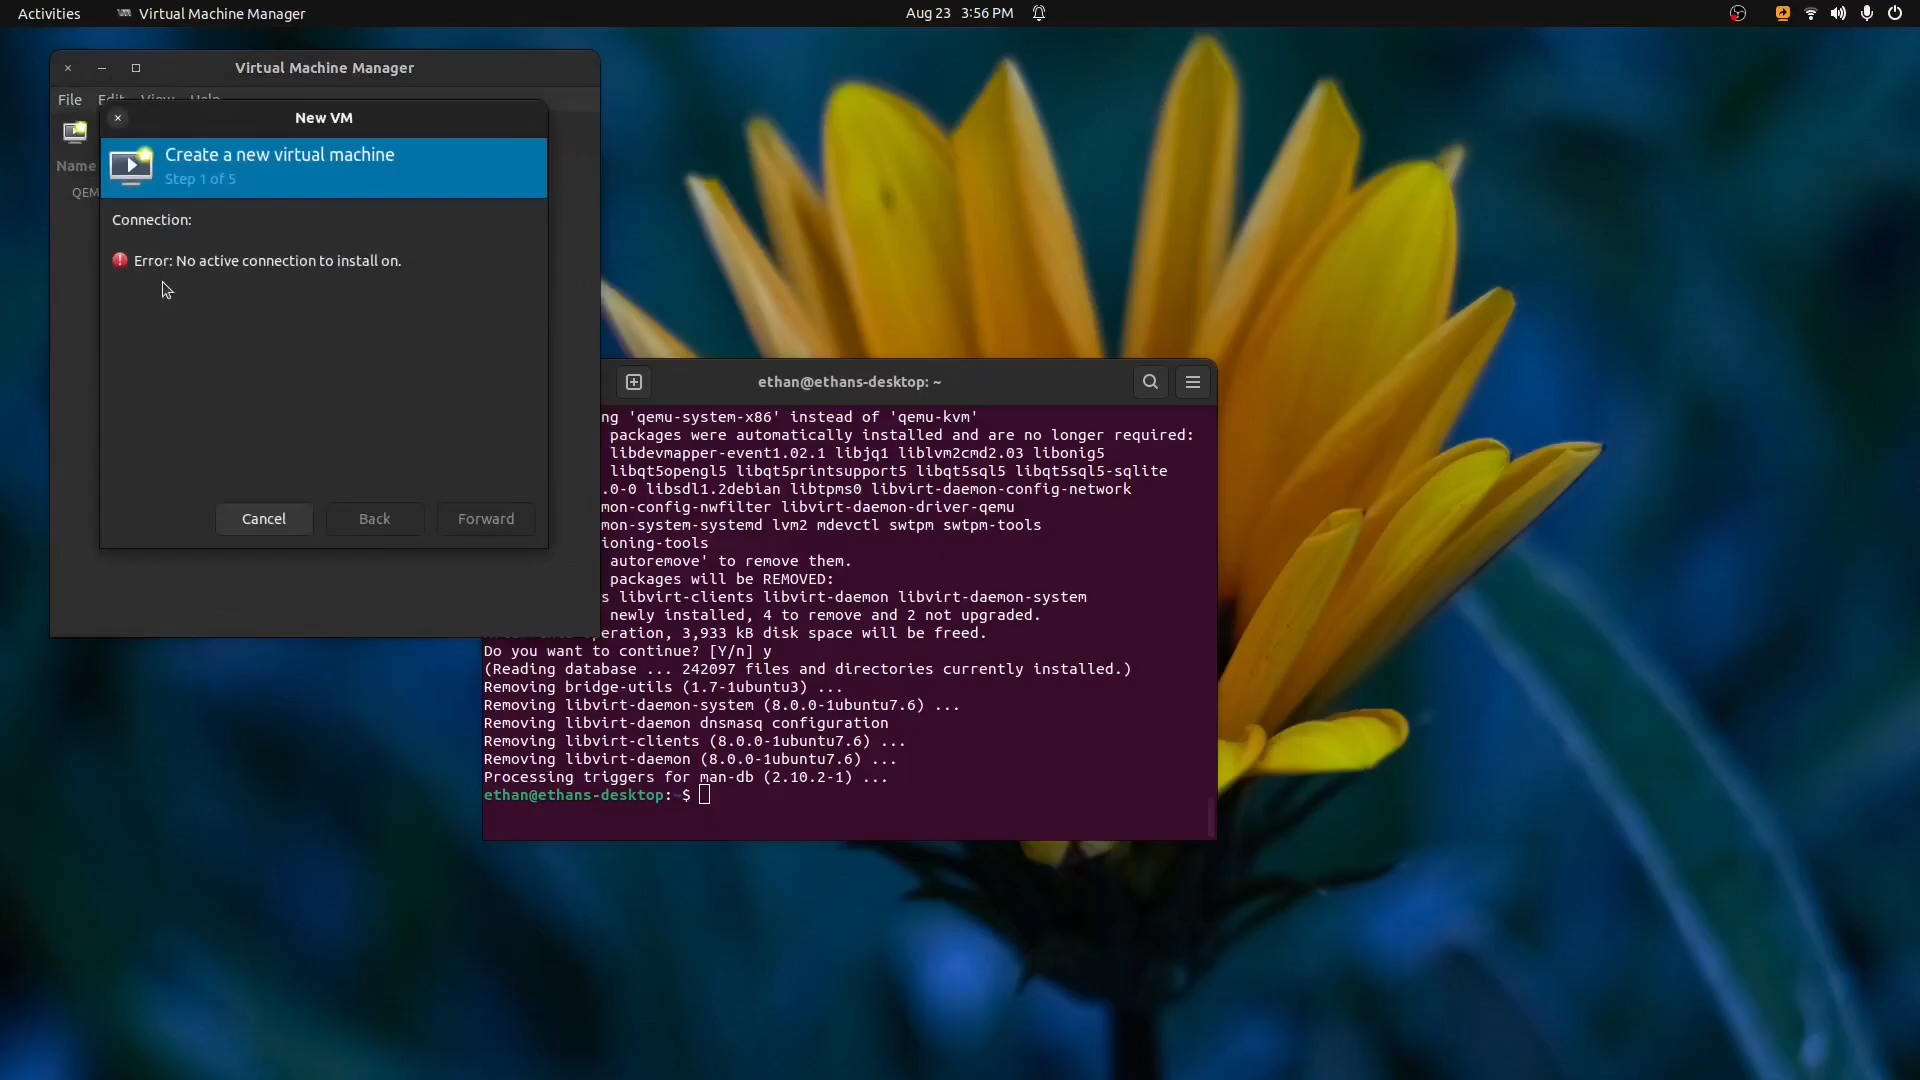 Activities
Virtual Machine Manager
Aug 23 3:56 PM
Virtual Machine Manager
File
New VM
Create a new virtual machine
Step 1 of 5
Name
QEM
Connection:
Error: No active connection to install on.
Cancel
Back
Forward
ethan@ethans-desktop: ~
ng 'qemu-system-x86' instead of 'qemu-kvm'
packages were automatically installed and are no longer required:
libdevmapper-event1.02.1 libjq1 liblvm2cmd2.03 libonig5
libqt5opengl5 libqt5printsupport5 libqt5sql5 libqt5sql5-sqlite
.0-0 libsdl1.2debian libtpms0 libvirt-daemon-config-network
mon-config-nwfilter libvirt-daemon-driver-qemu
mon-system-systemd lvm2 mdevctl swtpm swtpm-tools
ioning-tools
autoremove' to remove them.
packages will be REMOVED:
s libvirt-clients libvirt-daemon libvirt-daemon-system
newly installed, 4 to remove and 2 not upgraded.
operation, 3,933 kB disk space will be freed.
Do you want to continue? [Y/n] y
(Reading database ... 242097 files and directories currently installed.)
Removing bridge-utils (1.7-1ubuntu3) ...
Removing libvirt-daemon-system (8.0.0-1ubuntu7.6) ...
Removing libvirt-daemon dnsmasq configuration
Removing libvirt-clients (8.0.0-1ubuntu7.6) ...
Removing libvirt-daemon (8.0.0-1ubuntu7.6) ...
Processing triggers for man-db (2.10.2-1) ...
ethan@ethans-desktop:~$